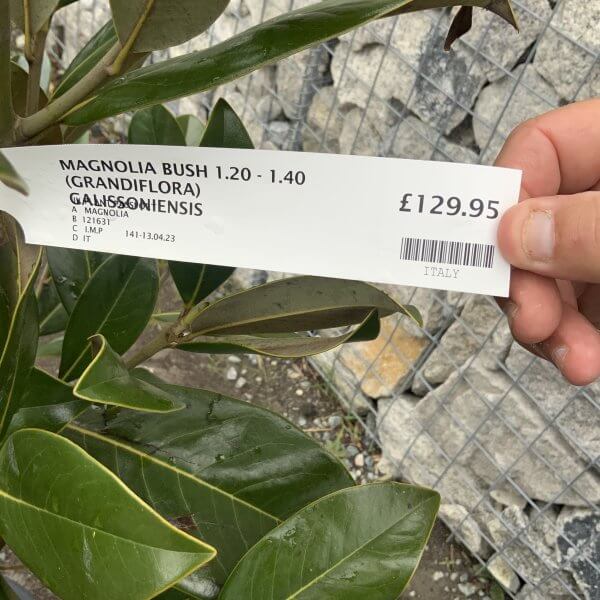 MAGNOLIA BUSH 1.20 - 1.40
(GRANDIFLORA)
GALISSONIENSIS
A MAGNOLIA
B 121631
C I.M.P 141-13.04.23
D IT
£129.95
ITALY